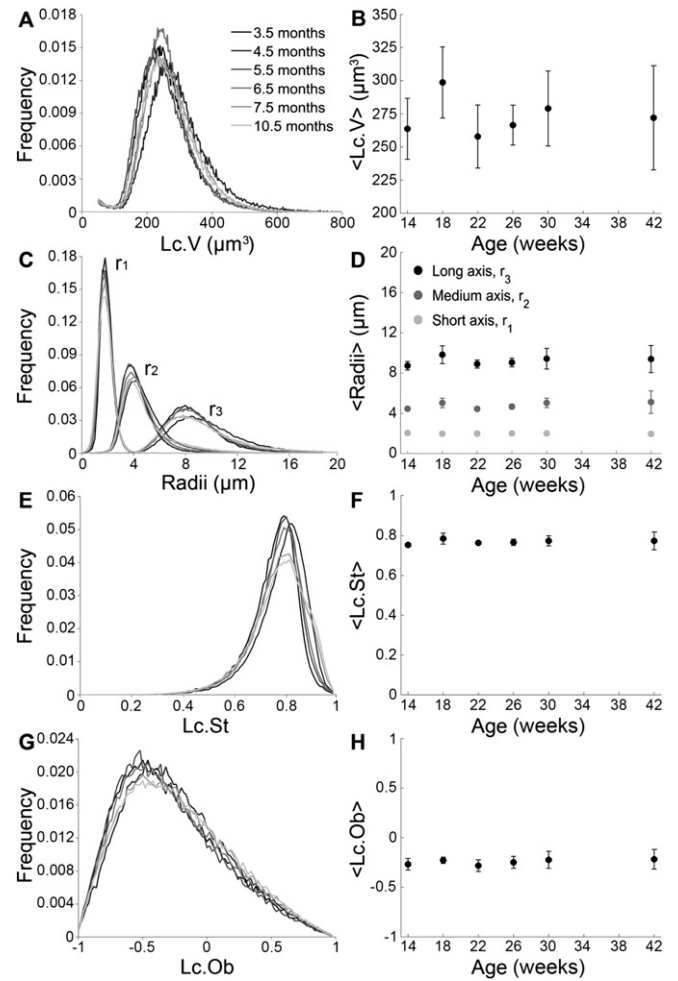 A
0.018
0.015
0.012
0.009
0.006
0.003
0
Frequency
3.5 months
4.5 months
5.5 months
6.5 months
7.5 months
10.5 months
0 200 400 600 800
Lc.V (µm³)
B
350
325
300
275
250
225
200
<Lc.V> (µm³)
14 18 22 26 30 34 38 42
Age (weeks)
C
0.18
0.15
0.12
0.09
0.06
0.03
0
Frequency
r₁
r₂
r₃
0 4 8 12 16 20
Radii (µm)
D
20
16
12
8
4
0
<Radii> (µm)
Long axis, r₃
Medium axis, r₂
Short axis, r₁
14 18 22 26 30 34 38 42
Age (weeks)
E
0.06
0.05
0.04
0.03
0.02
0.01
0
Frequency
0 0.2 0.4 0.6 0.8 1
Lc.St
F
1
0.8
0.6
0.4
0.2
0
<Lc.St>
14 18 22 26 30 34 38 42
Age (weeks)
G
0.024
0.020
0.016
0.012
0.008
0.004
0
Frequency
-1 -0.5 0 0.5 1
Lc.Ob
H
1
0.5
0
-0.5
-1
<Lc.Ob>
14 18 22 26 30 34 38 42
Age (weeks)